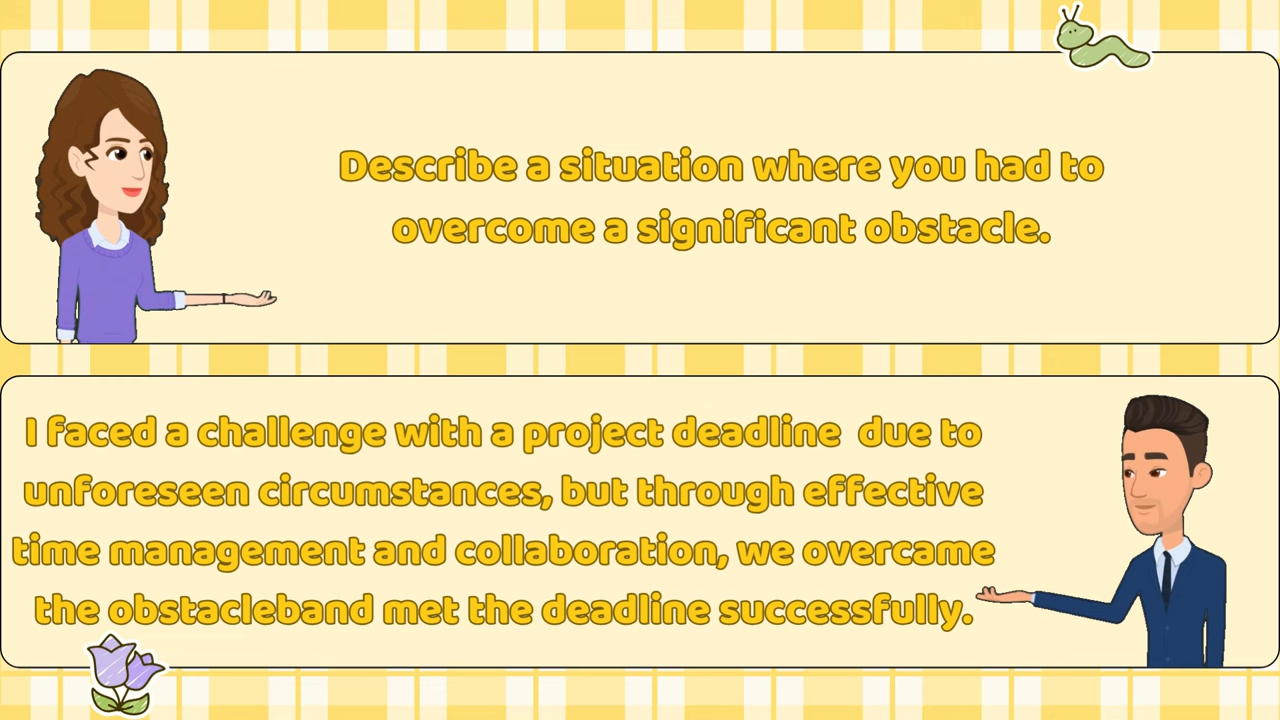 Describe a situation where you had to
overcome a significant obstacle.
I faced a challenge with a project deadline  due to
unforeseen circumstances, but through effective
time management and collaboration, we overcame
the obstacleband met the deadline successfully.